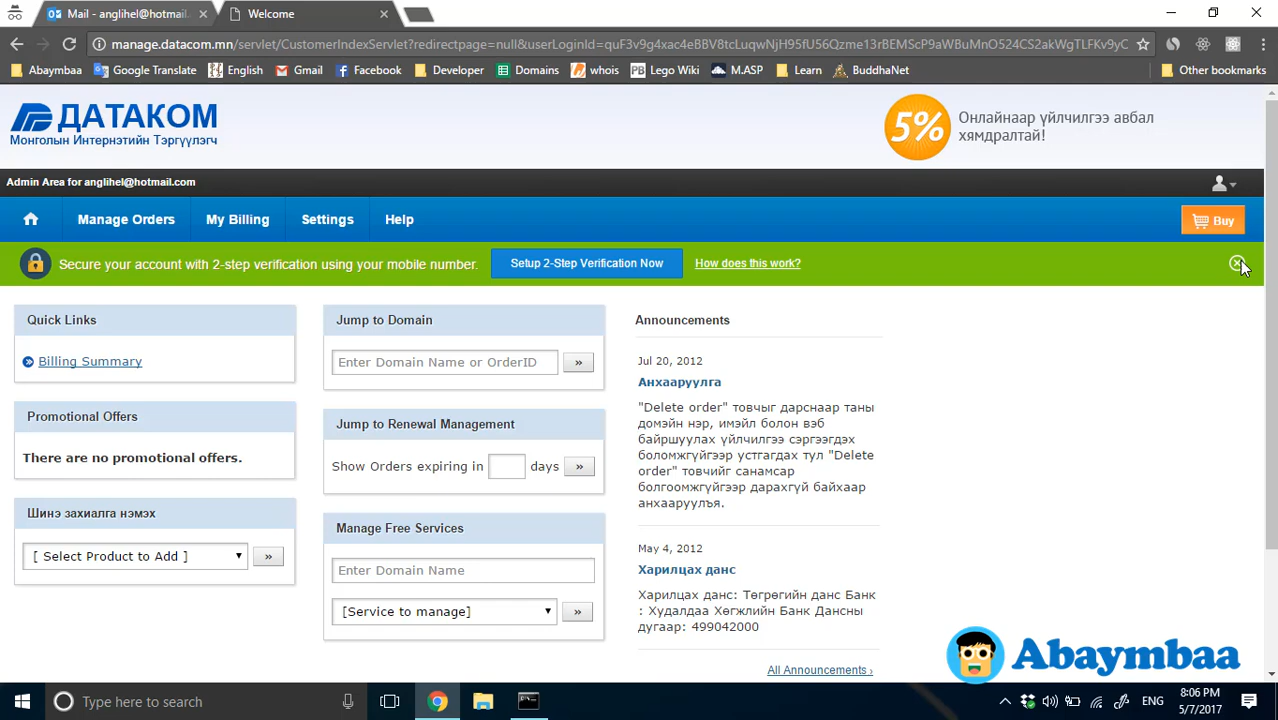 Mail - anglihel@hotmail.
Welcome
manage.datacom.mn/servlet/CustomerIndexServlet?redirectpage=null&userLoginId=quF3v9g4xac4eBBV8tcLuqwNjH95fU56Qzme13rBEMScP9aWBuMnO524CS2akWgTLFKv9yC
Abaymbaa
Google Translate
English
Gmail
Facebook
Developer
Domains
whois
Lego Wiki
M.ASP
Learn
BuddhaNet
Other bookmarks
ДАТАКОМ
Монголын Интернэтийн Тэргүүлэгч
5%
Онлайнаар үйлчилгээ авбал
хямдралтай!
Admin Area for anglihel@hotmail.com
Manage Orders
My Billing
Settings
Help
Buy
Secure your account with 2-step verification using your mobile number.
Setup 2-Step Verification Now
How does this work?
Quick Links
Billing Summary
Promotional Offers
There are no promotional offers.
Шинэ захиалга нэмэх
[ Select Product to Add ]
»
Jump to Domain
Enter Domain Name or OrderID
»
Jump to Renewal Management
Show Orders expiring in
days
»
Manage Free Services
Enter Domain Name
[Service to manage]
»
Announcements
Jul 20, 2012
Анхааруулга
"Delete order" товчыг дарснаар таны
домэйн нэр, имэйл болон вэб
байршуулах үйлчилгээ сэргээгдэх
боломжгүйгээр устгагдах тул "Delete
order" товчийг санамсар
болгоомжгүйгээр дарахгүй байхаар
анхааруулъя.
May 4, 2012
Харилцах данс
Харилцах данс: Төгрөгийн данс Банк
: Худалдаа Хөгжлийн Банк Дансны
дугаар: 499042000
All Announcements ›
Abaymbaa
Type here to search
ENG
8:06 PM
5/7/2017